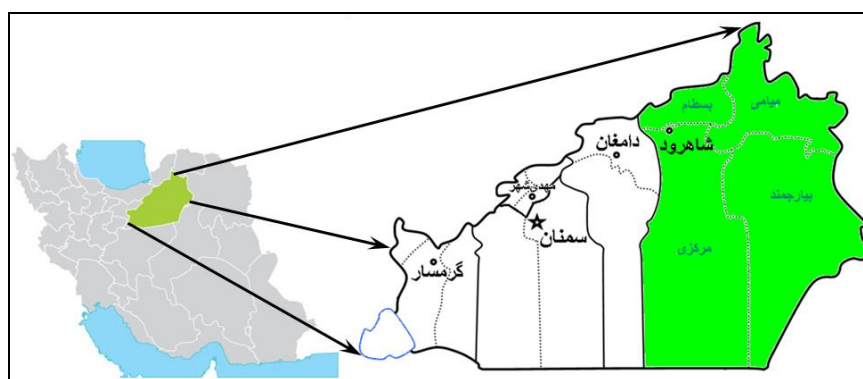 میامی
بسطام
شاهرود
دامغان
مهدی‌شهر
بیارجمند
سمنان
مرکزی
گرمسار